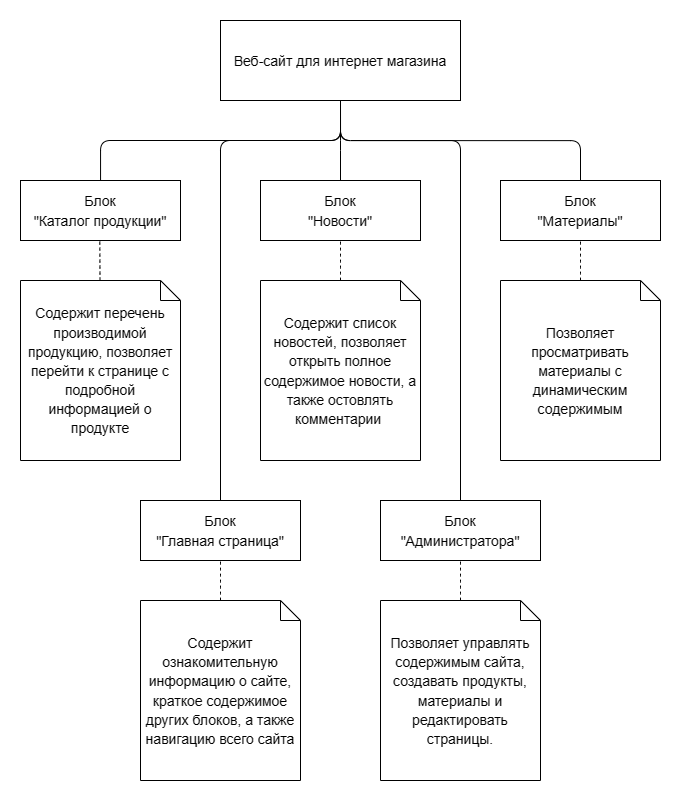 Веб-сайт для интернет магазина
Блок
"Каталог продукции"
Блок
"Новости"
Блок
"Материалы"
Содержит перечень
производимой
продукцию, позволяет
перейти к странице с
подробной
информацией о
продукте
Содержит список
новостей, позволяет
открыть полное
содержимое новости, а
также остовлять
комментарии
Позволяет
просматривать
материалы с
динамическим
содержимым
Блок
"Главная страница"
Блок
"Администратора"
Содержит
ознакомительную
информацию о сайте,
краткое содержимое
других блоков, а также
навигацию всего сайта
Позволяет управлять
содержимым сайта,
создавать продукты,
материалы и
редактировать
страницы.